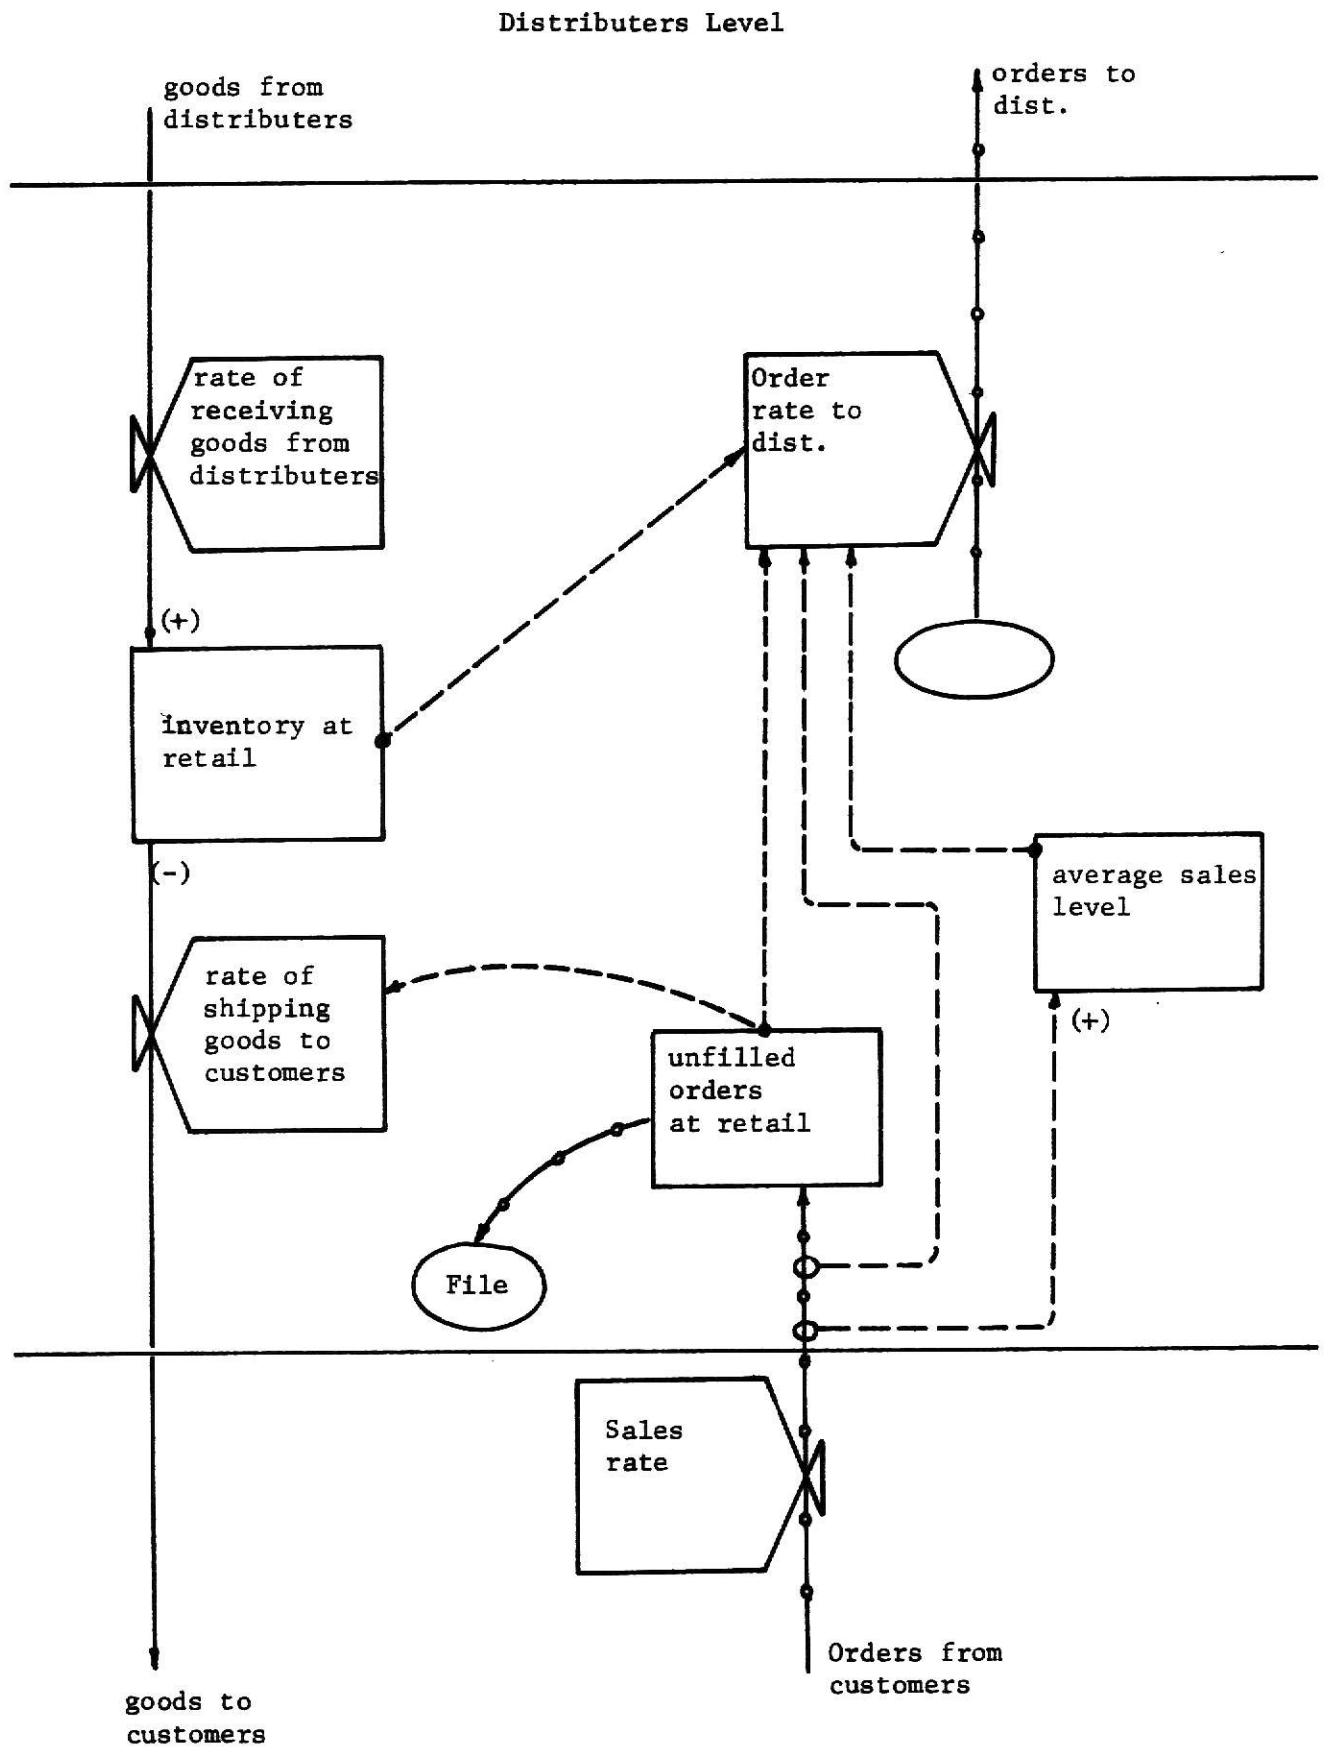 Distributers Level
goods from
distributers
orders to
dist.
rate of
receiving
goods from
distributers
Order
rate to
dist.
(+)
inventory at
retail
(-)
average sales
level
rate of
shipping
goods to
customers
(+)
unfilled
orders
at retail
File
Sales
rate
Orders from
customers
goods to
customers